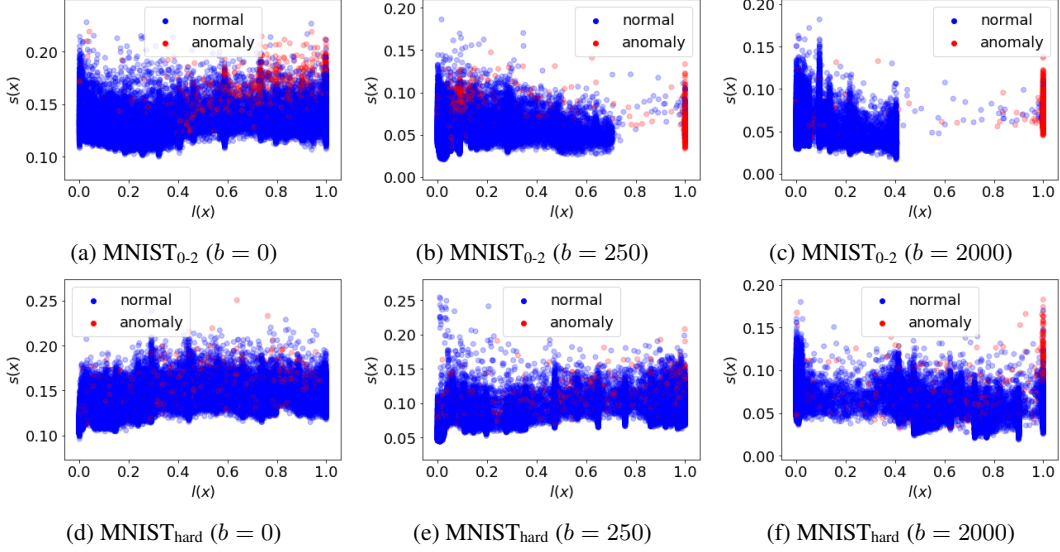 normal
anomaly
s(x)
0.20
0.15
0.10
0.0 0.2 0.4 0.6 0.8 1.0
l(x)
(a) MNIST0-2 (b = 0)
normal
anomaly
s(x)
0.20
0.15
0.10
0.05
0.00
0.0 0.2 0.4 0.6 0.8 1.0
l(x)
(b) MNIST0-2 (b = 250)
normal
anomaly
s(x)
0.20
0.15
0.10
0.05
0.00
0.0 0.2 0.4 0.6 0.8 1.0
l(x)
(c) MNIST0-2 (b = 2000)
normal
anomaly
s(x)
0.25
0.20
0.15
0.10
0.0 0.2 0.4 0.6 0.8 1.0
l(x)
(d) MNISThard (b = 0)
normal
anomaly
s(x)
0.25
0.20
0.15
0.10
0.05
0.0 0.2 0.4 0.6 0.8 1.0
l(x)
(e) MNISThard (b = 250)
normal
anomaly
s(x)
0.20
0.15
0.10
0.05
0.00
0.0 0.2 0.4 0.6 0.8 1.0
l(x)
(f) MNISThard (b = 2000)